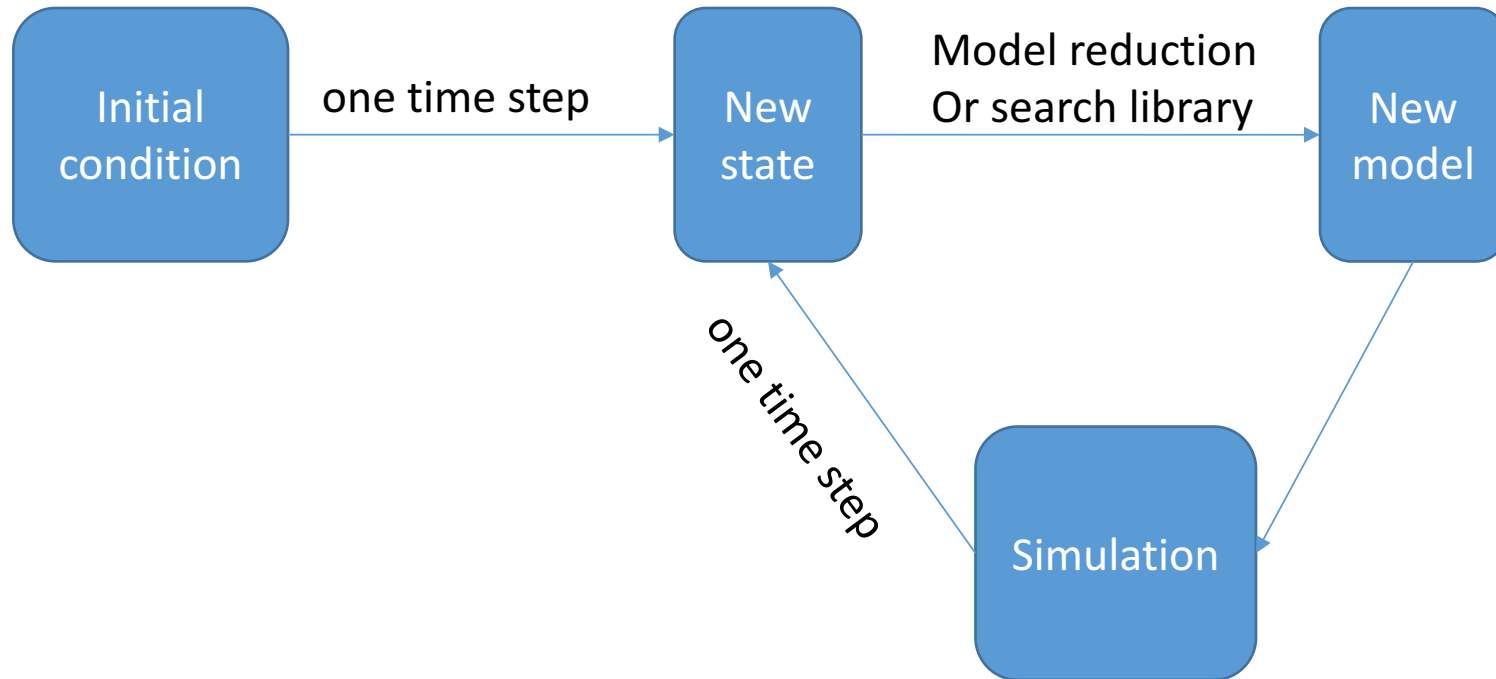 Initial
condition
one time step
New
state
Model reduction
Or search library
New
model
one time step
Simulation